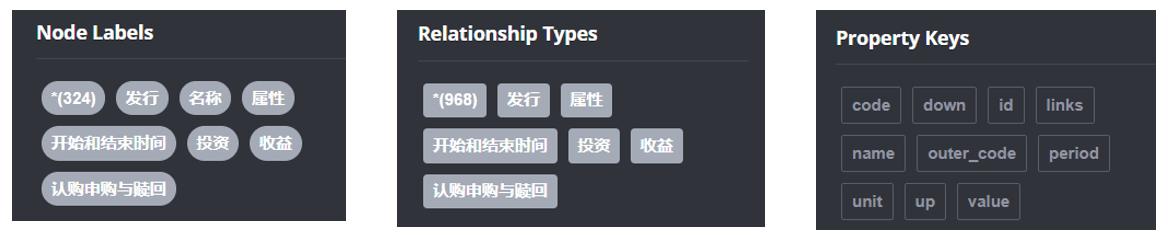 Node Labels
*(324) 发行 名称 属性
开始和结束时间 投资 收益
认购申购与赎回
Relationship Types
*(968) 发行 属性
开始和结束时间 投资 收益
认购申购与赎回
Property Keys
code down id links
name outer_code period
unit up value